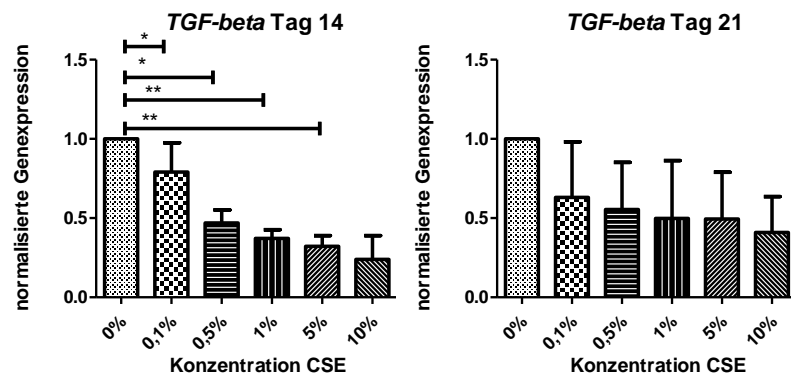 TGF-beta Tag 14
*
*
**
**
normalisierte Genexpression
1.5
1.0
0.5
0.0
0% 0,1% 0,5% 1% 5% 10%
Konzentration CSE
TGF-beta Tag 21
normalisierte Genexpression
1.5
1.0
0.5
0.0
0% 0,1% 0,5% 1% 5% 10%
Konzentration CSE